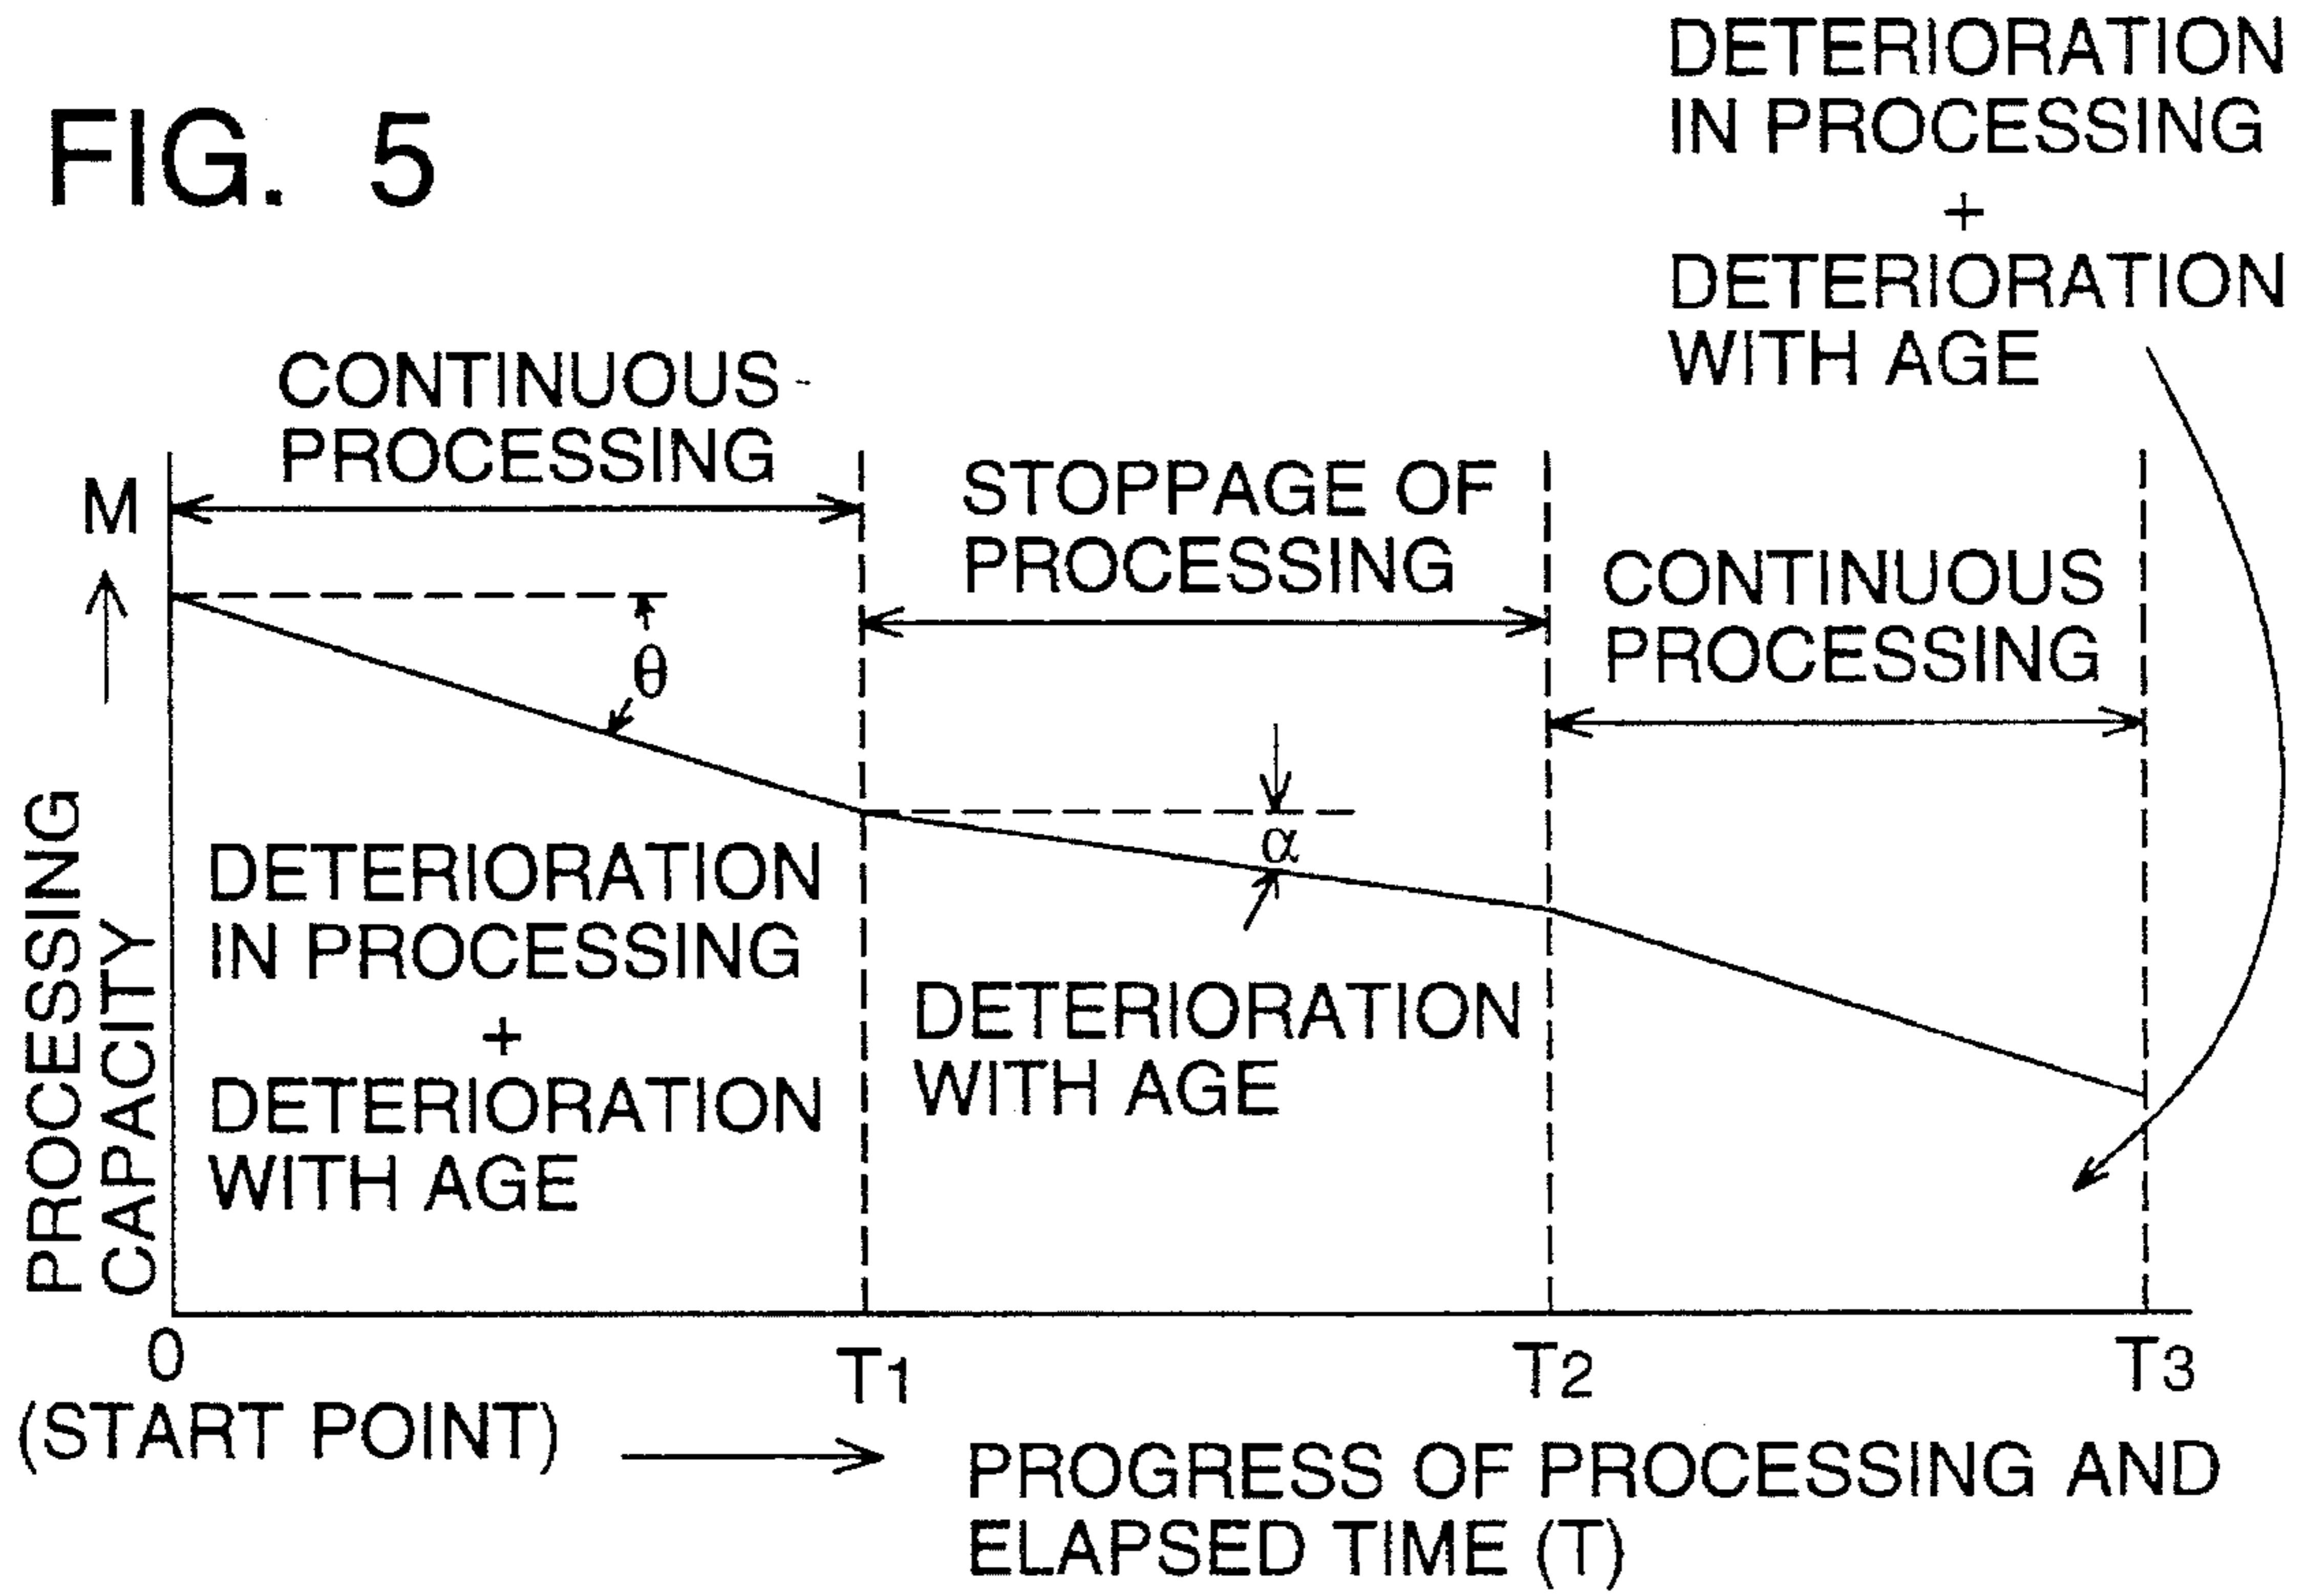 FIG. 5
DETERIORATION
IN PROCESSING
+
DETERIORATION
WITH AGE
CONTINUOUS
PROCESSING
STOPPAGE OF
PROCESSING
CONTINUOUS
PROCESSING
M
θ
α
PROCESSING
CAPACITY
DETERIORATION
IN PROCESSING
+
DETERIORATION
WITH AGE
DETERIORATION
WITH AGE
0
T1
T2
T3
(START POINT)
PROGRESS OF PROCESSING AND
ELAPSED TIME (T)